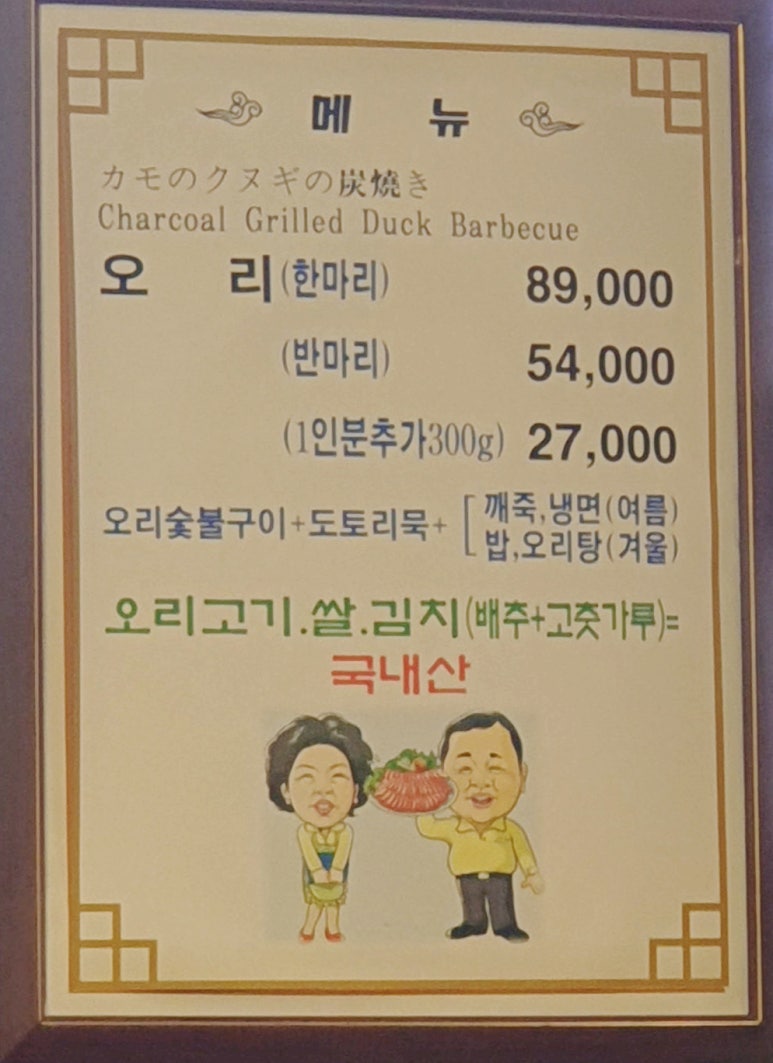 메 뉴
カモのクヌギの炭焼き
Charcoal Grilled Duck Barbecue
오 리(한마리) 89,000
(반마리) 54,000
(1인분추가300g) 27,000
오리숯불구이+도토리묵+[깨죽,냉면(여름)
밥,오리탕(겨울)
오리고기.쌀.김치(배추+고춧가루)=
국내산